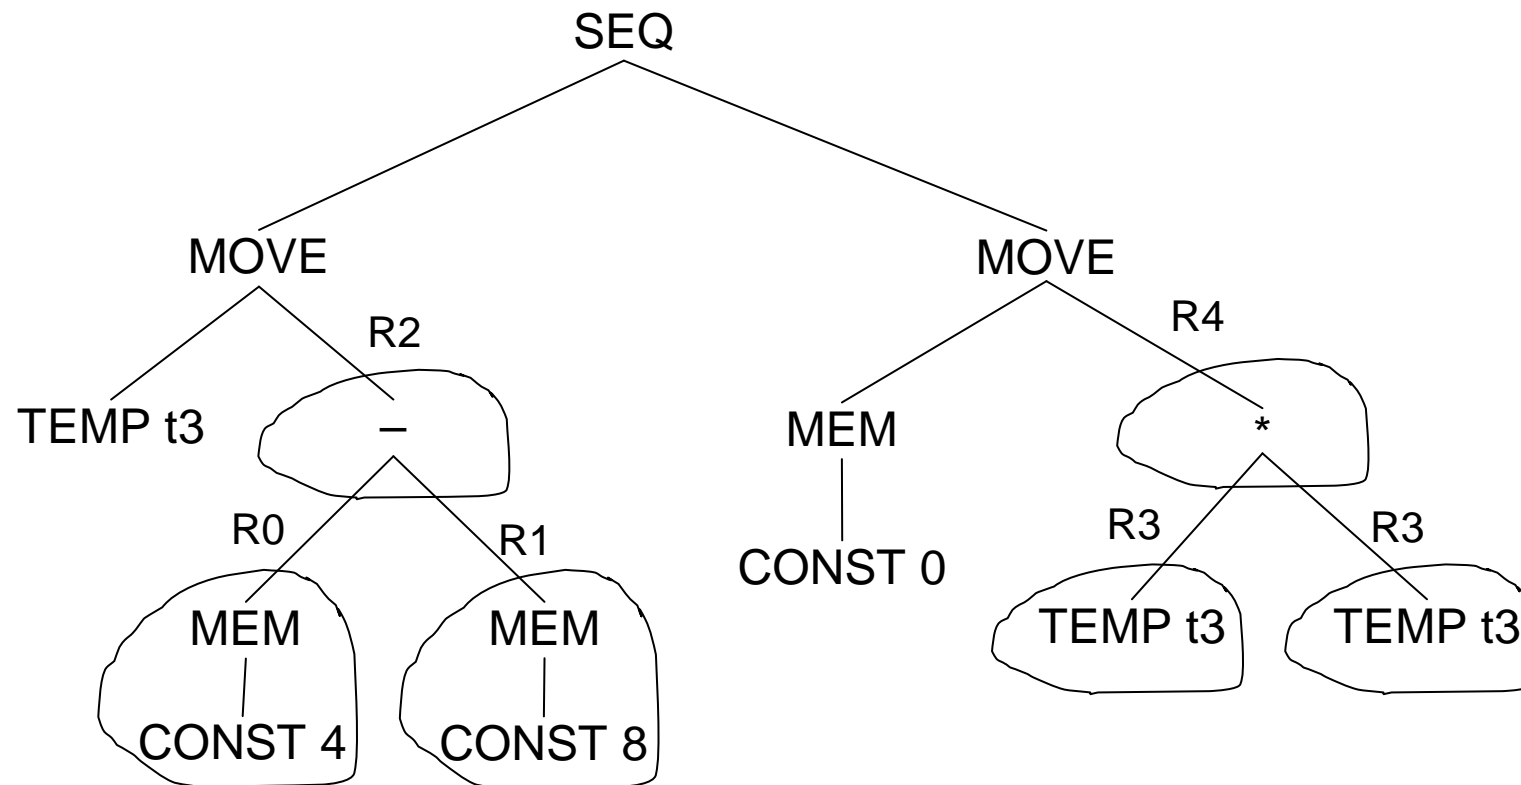 SEQ
MOVE MOVE
R2 R4
TEMP t3 – MEM *
R0 R1 R3 R3
CONST 0
MEM MEM TEMP t3 TEMP t3
CONST 4 CONST 8